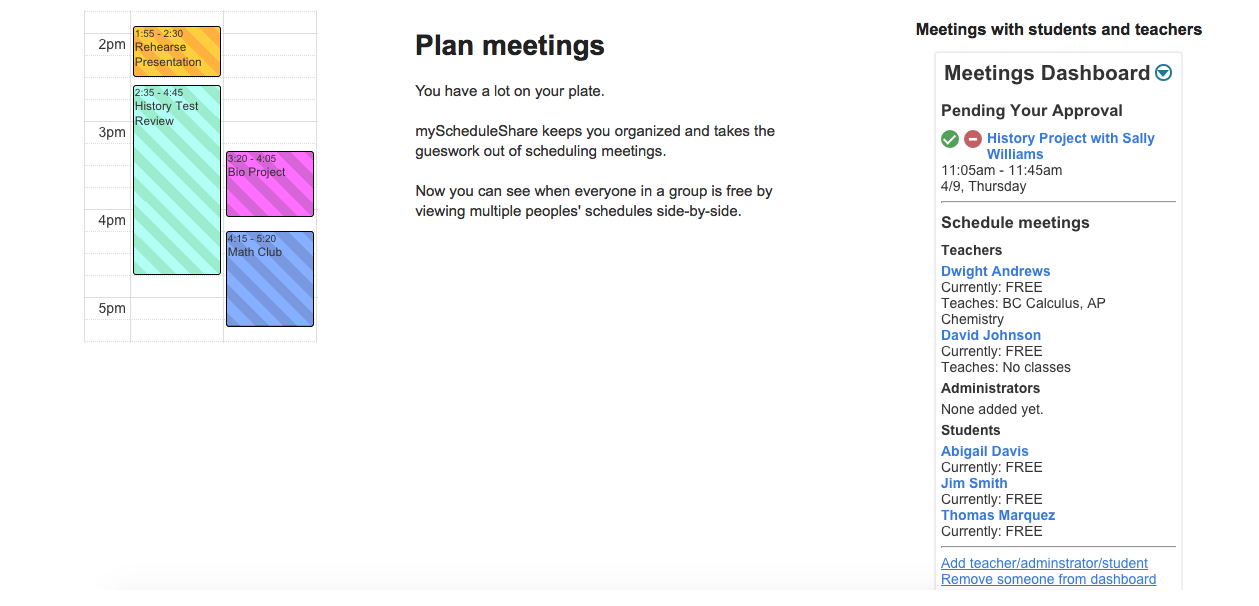 2pm
1:55 - 2:30
Rehearse
Presentation
2:35 - 4:45
History Test
Review
3pm
3:20 - 4:05
Bio Project
4pm
4:15 - 5:20
Math Club
5pm
Plan meetings
You have a lot on your plate.
myScheduleShare keeps you organized and takes the
guesswork out of scheduling meetings.
Now you can see when everyone in a group is free by
viewing multiple peoples' schedules side-by-side.
Meetings with students and teachers
Meetings Dashboard
Pending Your Approval
History Project with Sally
Williams
11:05am - 11:45am
4/9, Thursday
Schedule meetings
Teachers
Dwight Andrews
Currently: FREE
Teaches: BC Calculus, AP
Chemistry
David Johnson
Currently: FREE
Teaches: No classes
Administrators
None added yet.
Students
Abigail Davis
Currently: FREE
Jim Smith
Currently: FREE
Thomas Marquez
Currently: FREE
Add teacher/adminstrator/student
Remove someone from dashboard